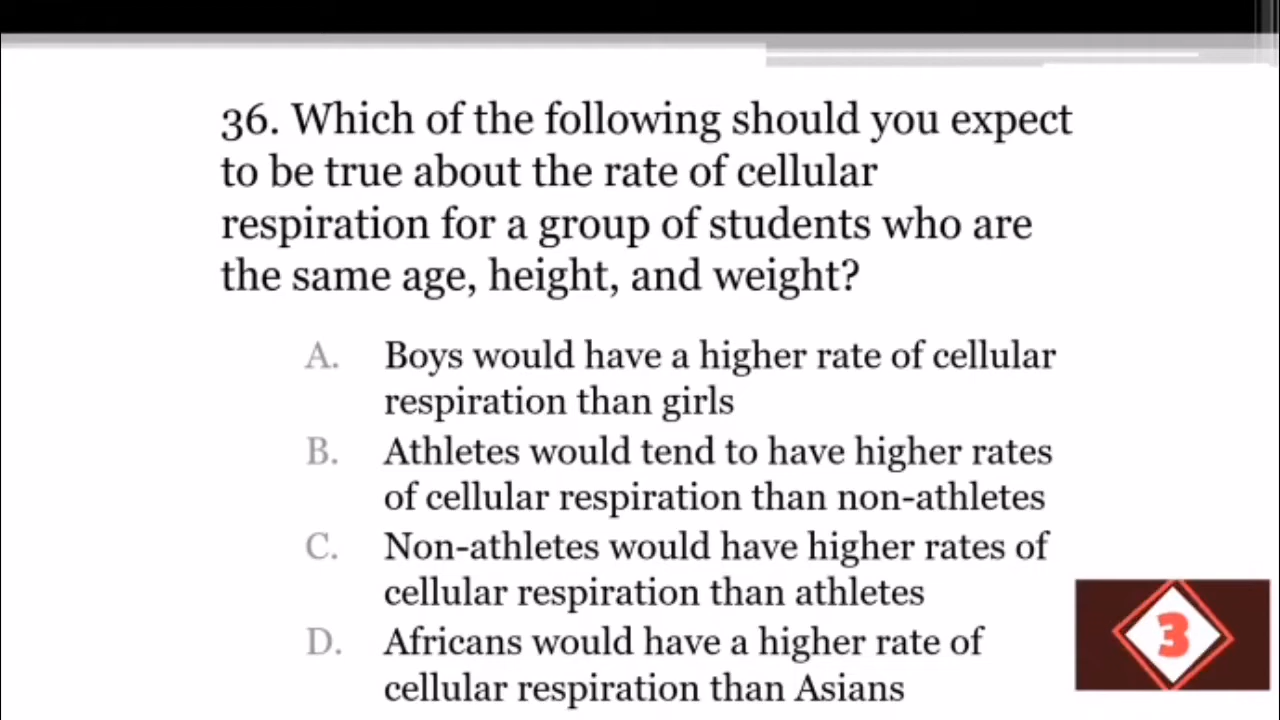 36. Which of the following should you expect
to be true about the rate of cellular
respiration for a group of students who are
the same age, height, and weight?
A. Boys would have a higher rate of cellular
respiration than girls
B. Athletes would tend to have higher rates
of cellular respiration than non-athletes
C. Non-athletes would have higher rates of
cellular respiration than athletes
D. Africans would have a higher rate of
cellular respiration than Asians
3